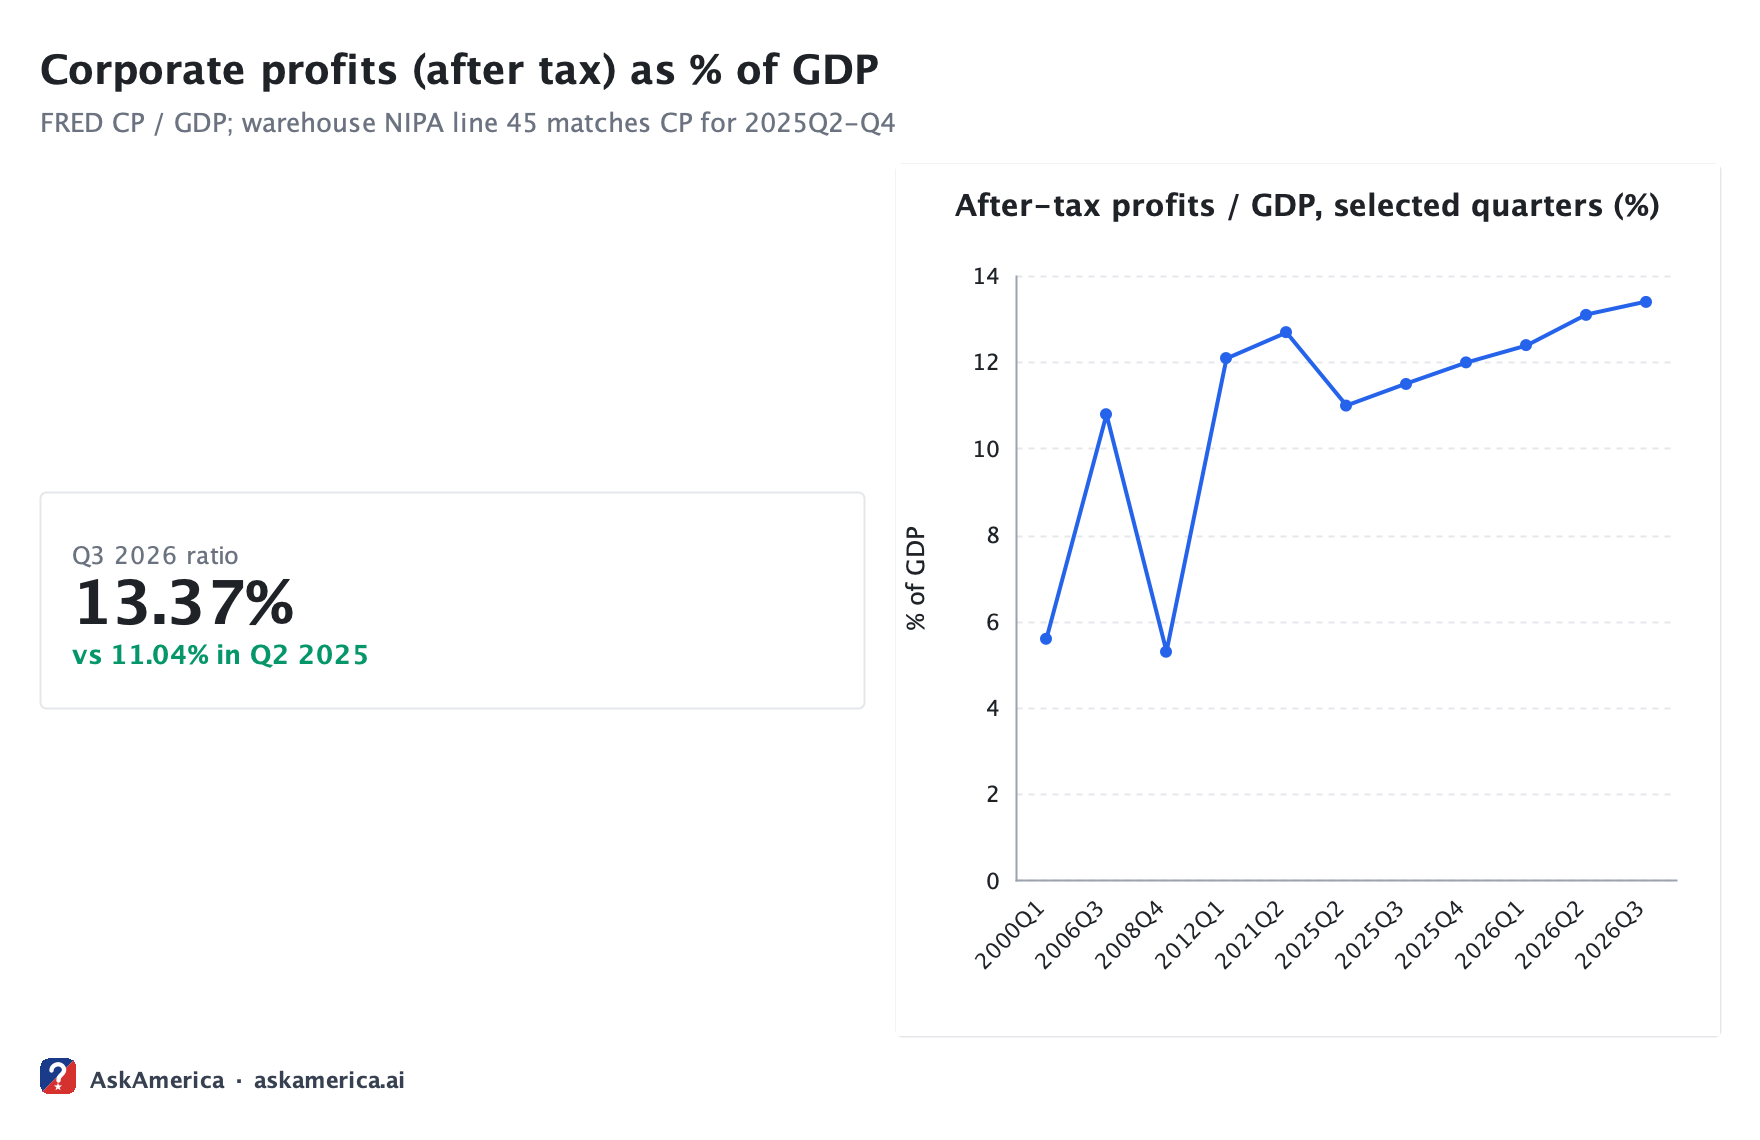 Corporate profits (after tax) as % of GDP
FRED CP / GDP; warehouse NIPA line 45 matches CP for 2025Q2–Q4
Q3 2026 ratio
13.37%
vs 11.04% in Q2 2025
After-tax profits / GDP, selected quarters (%)
% of GDP
14
12
10
8
6
4
2
0
2000Q1
2006Q3
2008Q4
2012Q1
2021Q2
2025Q2
2025Q3
2025Q4
2026Q1
2026Q2
2026Q3
AskAmerica · askamerica.ai